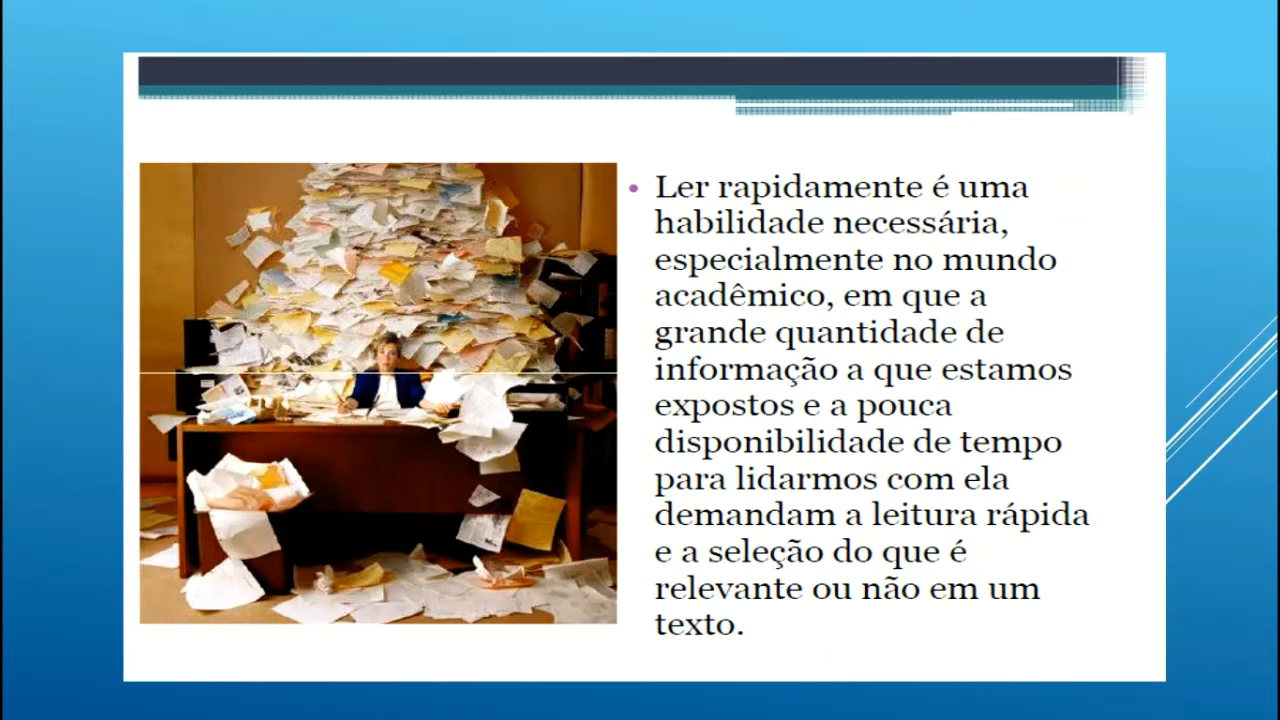 • Ler rapidamente é uma
habilidade necessária,
especialmente no mundo
acadêmico, em que a
grande quantidade de
informação a que estamos
expostos e a pouca
disponibilidade de tempo
para lidarmos com ela
demandam a leitura rápida
e a seleção do que é
relevante ou não em um
texto.